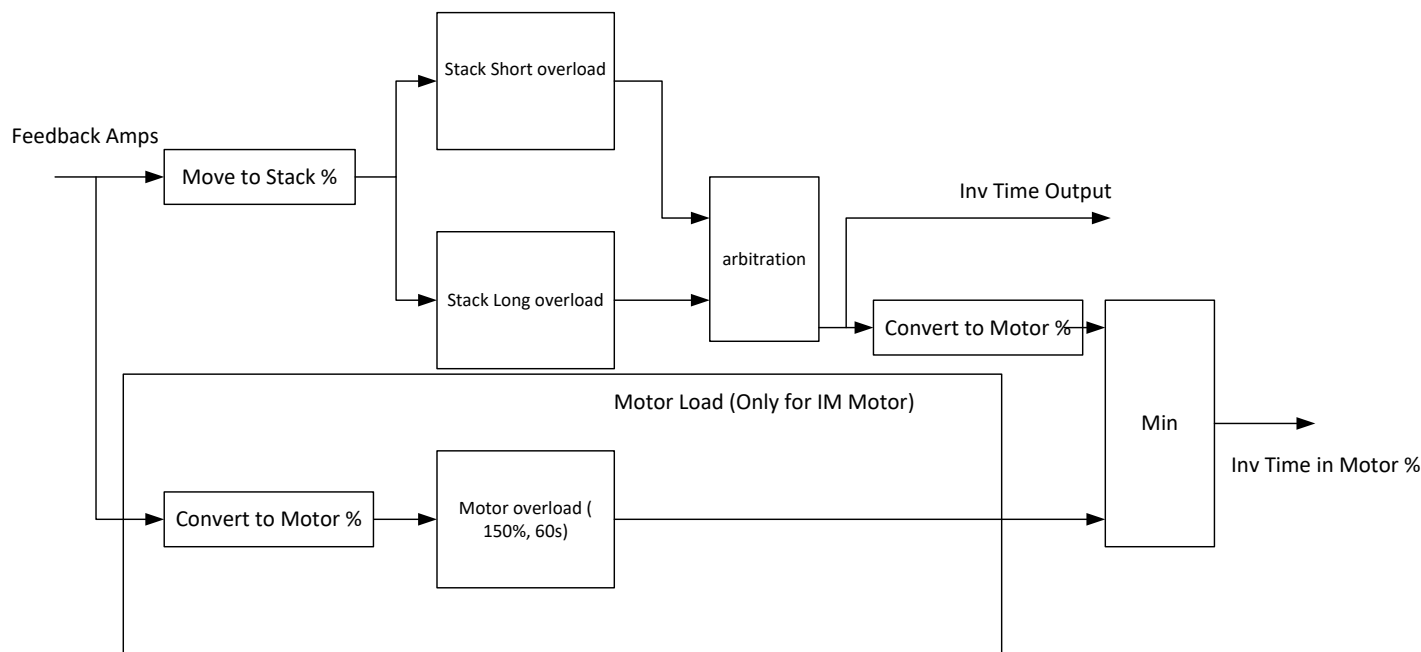 Stack Short overload
Feedback Amps
Move to Stack %
Inv Time Output
arbitration
Stack Long overload
Convert to Motor %
Motor Load (Only for IM Motor)
Min
Inv Time in Motor %
Convert to Motor %
Motor overload (
150%, 60s)